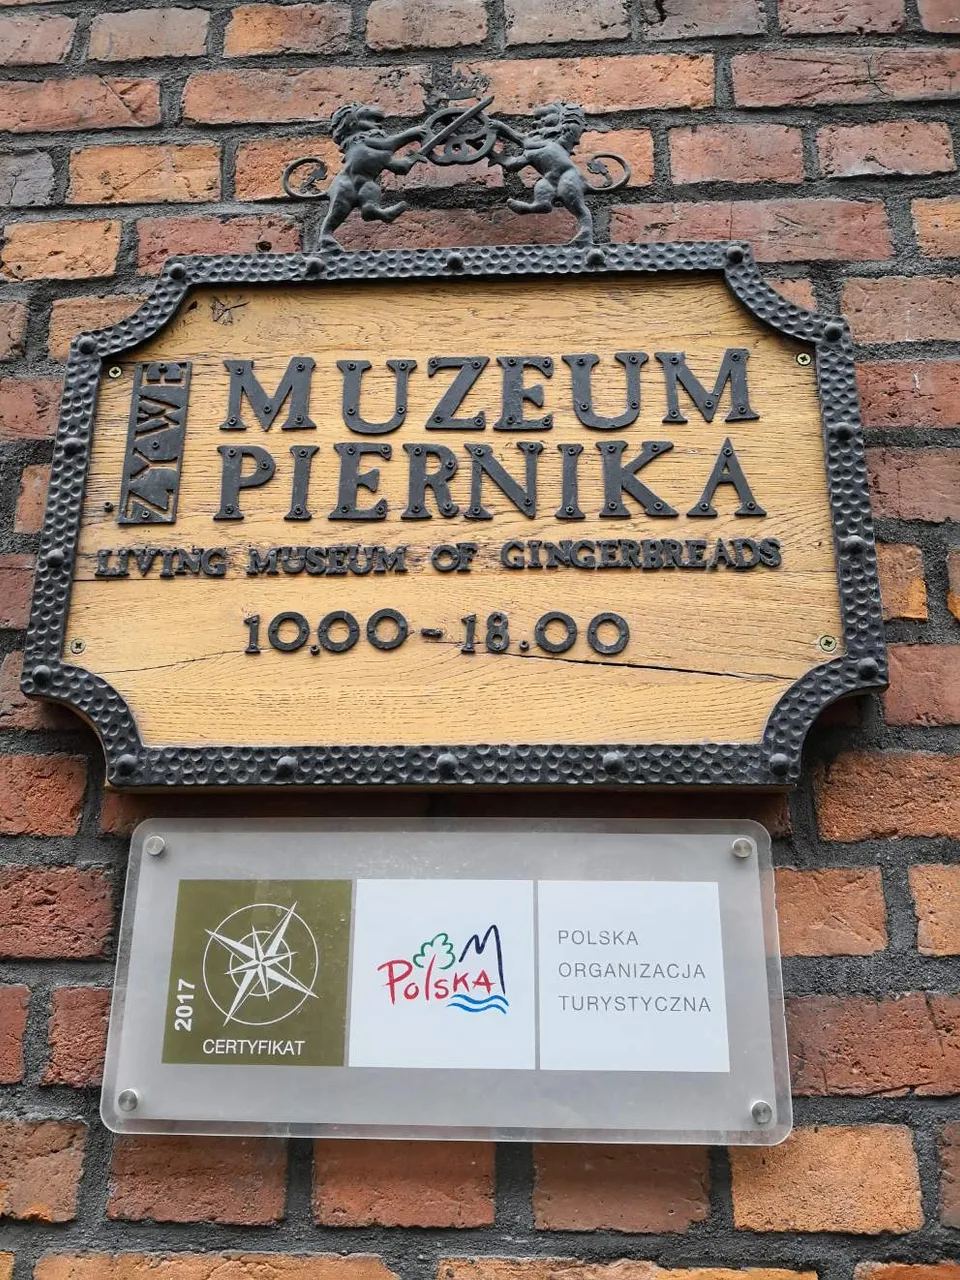 ŻYWE
MUZEUM
PIERNIKA
LIVING MUSEUM OF GINGERBREADS
10.00-18.00
2017
CERTYFIKAT
POLSKA
POLSKA
ORGANIZACJA
TURYSTYCZNA